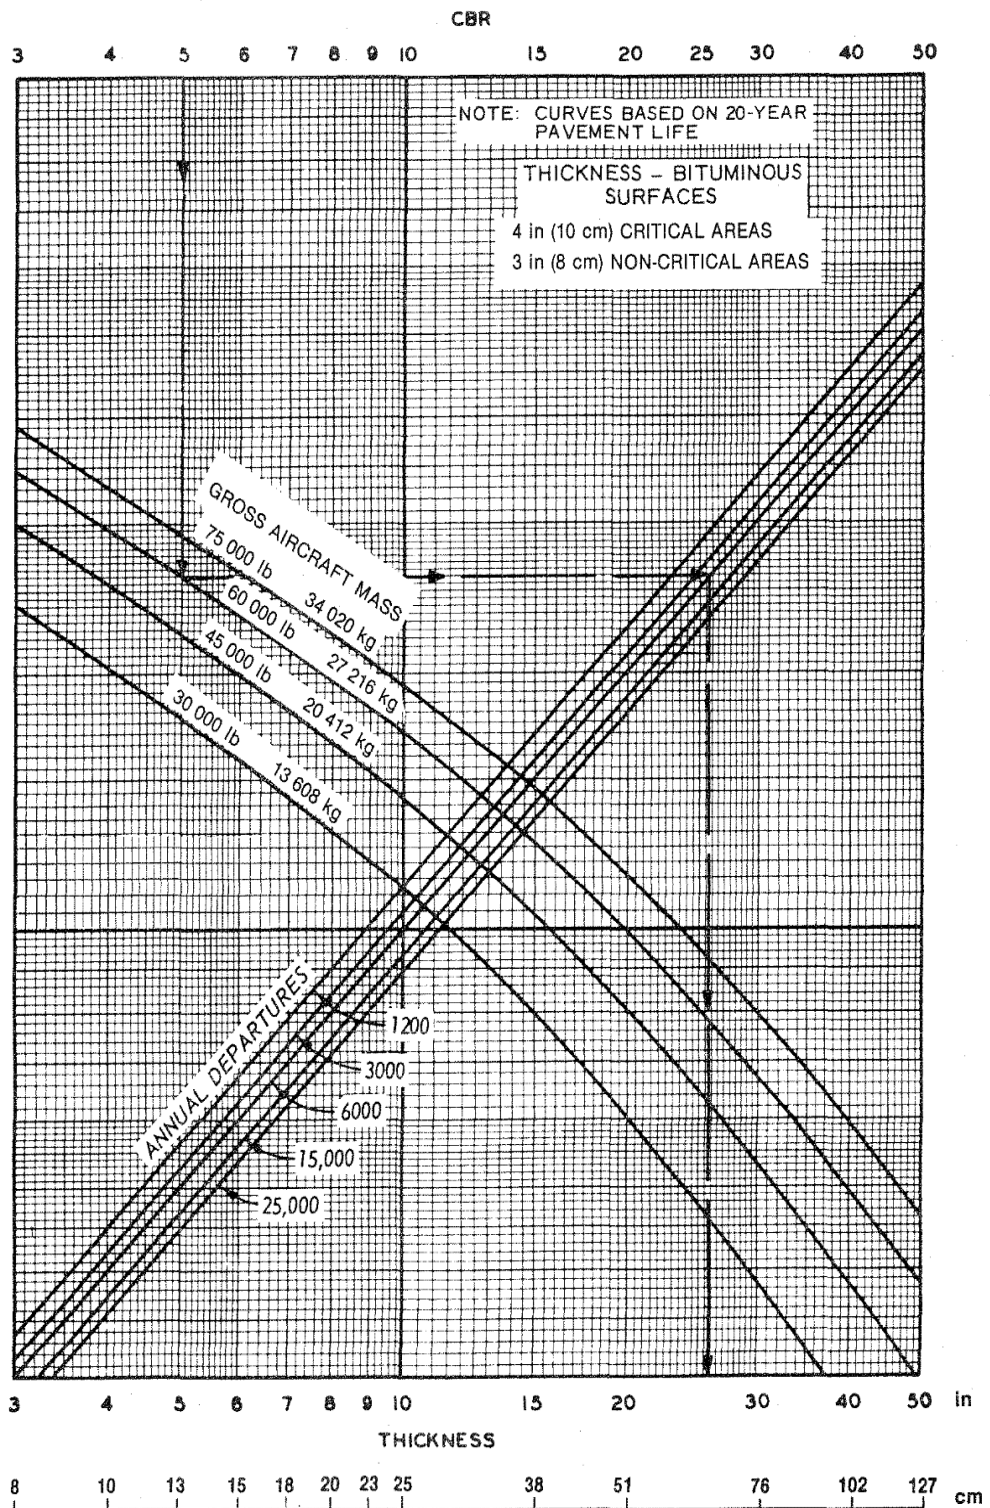 CBR
3 4 5 6 7 8 9 10 15 20 25 30 40 50
NOTE: CURVES BASED ON 20-YEAR
PAVEMENT LIFE
THICKNESS – BITUMINOUS
SURFACES
4 in (10 cm) CRITICAL AREAS
3 in (8 cm) NON-CRITICAL AREAS
GROSS AIRCRAFT MASS
75 000 lb 34 020 kg
60 000 lb 27 216 kg
45 000 lb 20 412 kg
30 000 lb 13 608 kg
ANNUAL DEPARTURES
1200
3000
6000
15,000
25,000
3 4 5 6 7 8 9 10 15 20 30 40 50 in
THICKNESS
8 10 13 15 18 20 23 25 38 51 76 102 127 cm